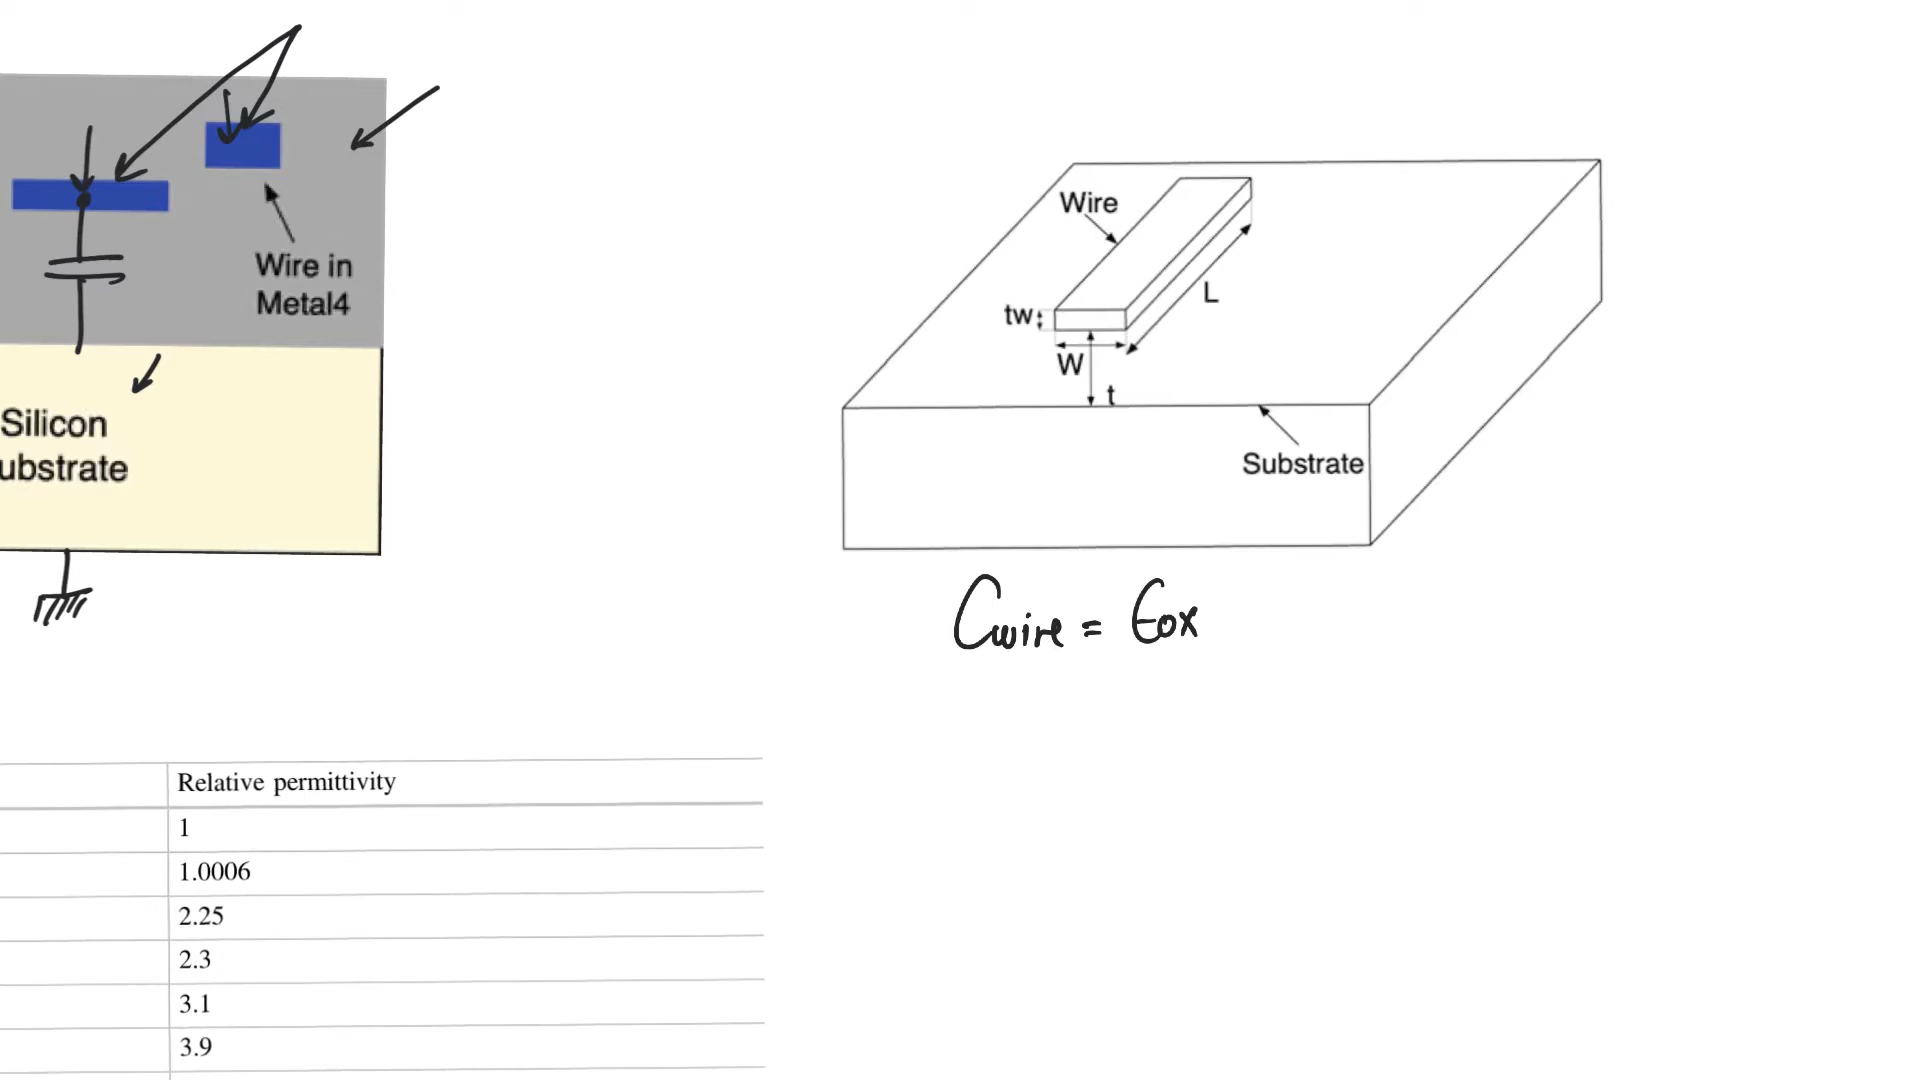 Wire in
Metal4
Silicon
ubstrate
Wire
tw
L
W
t
Substrate
Cwire = Eox
Relative permittivity
1
1.0006
2.25
2.3
3.1
3.9